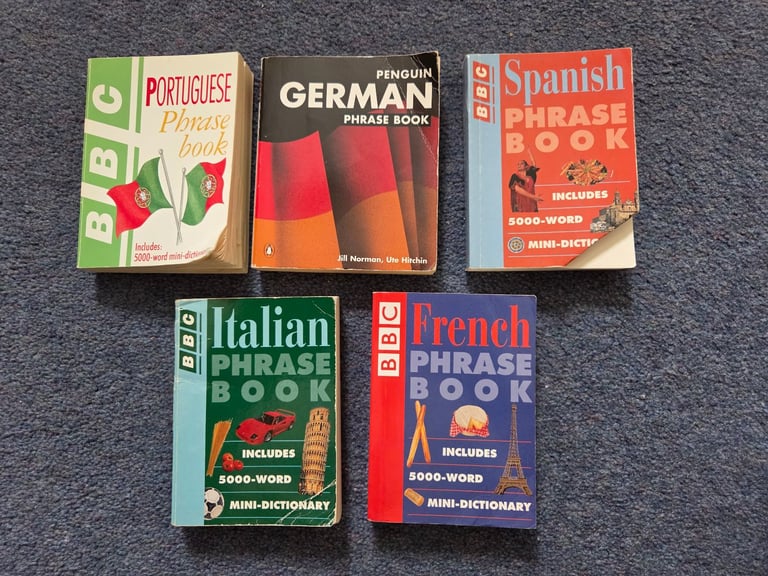 BBC
PORTUGUESE
Phrase
book
Includes:
5000-word mini-dictionary
PENGUIN
GERMAN
PHRASE BOOK
Jill Norman, Ute Hitchin
BBC
Spanish
PHRASE
BOOK
INCLUDES
5000-WORD
MINI-DICTIO
BBC
Italian
PHRASE
BOOK
INCLUDES
5000-WORD
MINI-DICTIONARY
BBC
French
PHRASE
BOOK
INCLUDES
5000-WORD
MINI-DICTIONARY